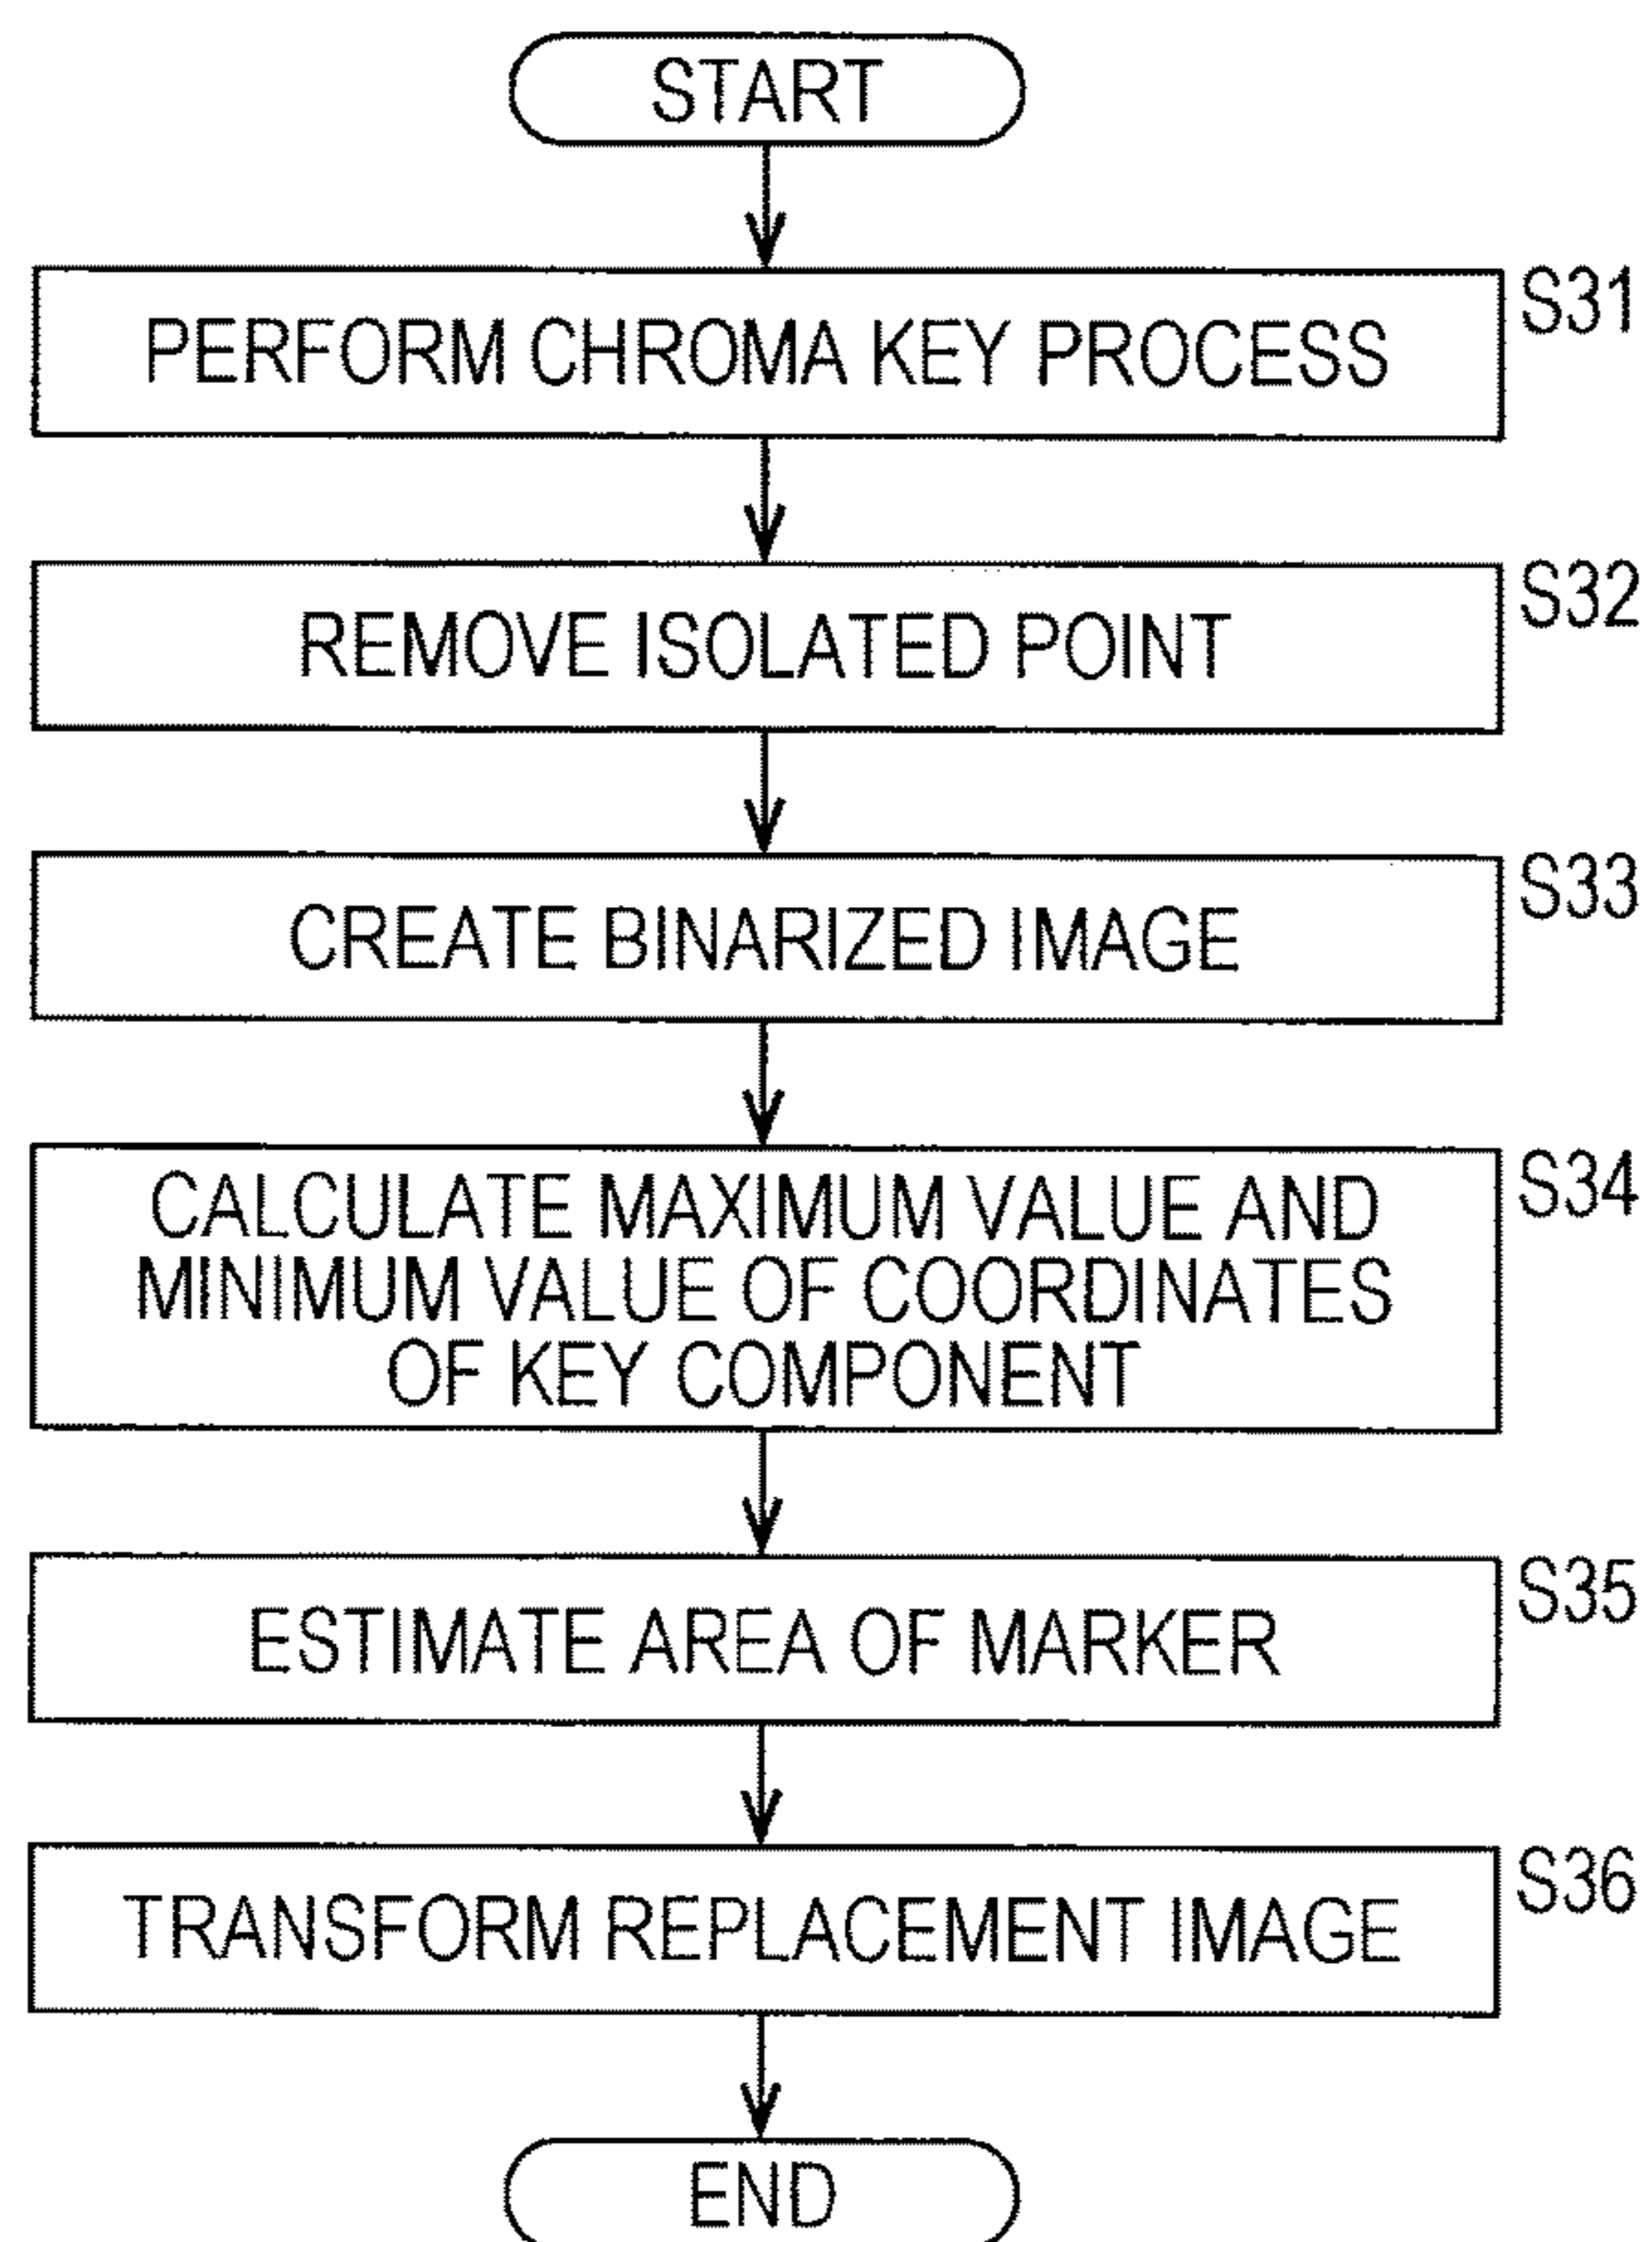 START
PERFORM CHROMA KEY PROCESS
S31
REMOVE ISOLATED POINT
S32
CREATE BINARIZED IMAGE
S33
CALCULATE MAXIMUM VALUE AND
MINIMUM VALUE OF COORDINATES
OF KEY COMPONENT
S34
ESTIMATE AREA OF MARKER
S35
TRANSFORM REPLACEMENT IMAGE
S36
END